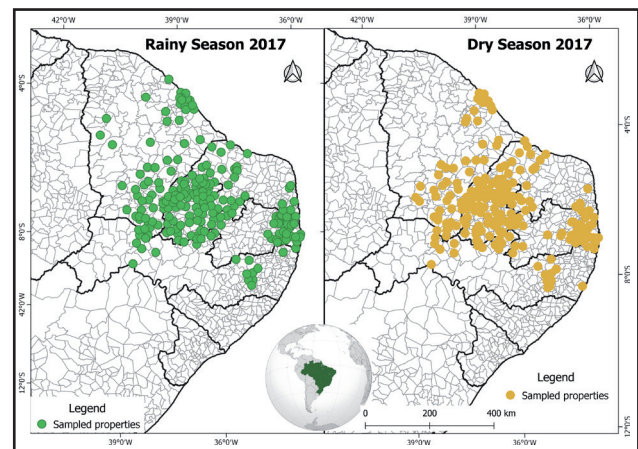 42°0'W 39°0'W 36°0'W 42°0'W 39°0'W 36°0'W
Rainy Season 2017
Dry Season 2017
4°0'S
8°0'S
42°0'W
12°0'S
4°0'S
8°0'S
12°0'S
Legend
Sampled properties
Legend
Sampled properties
0 200 400 km
39°0'W 36°0'W 39°0'W 36°0'W